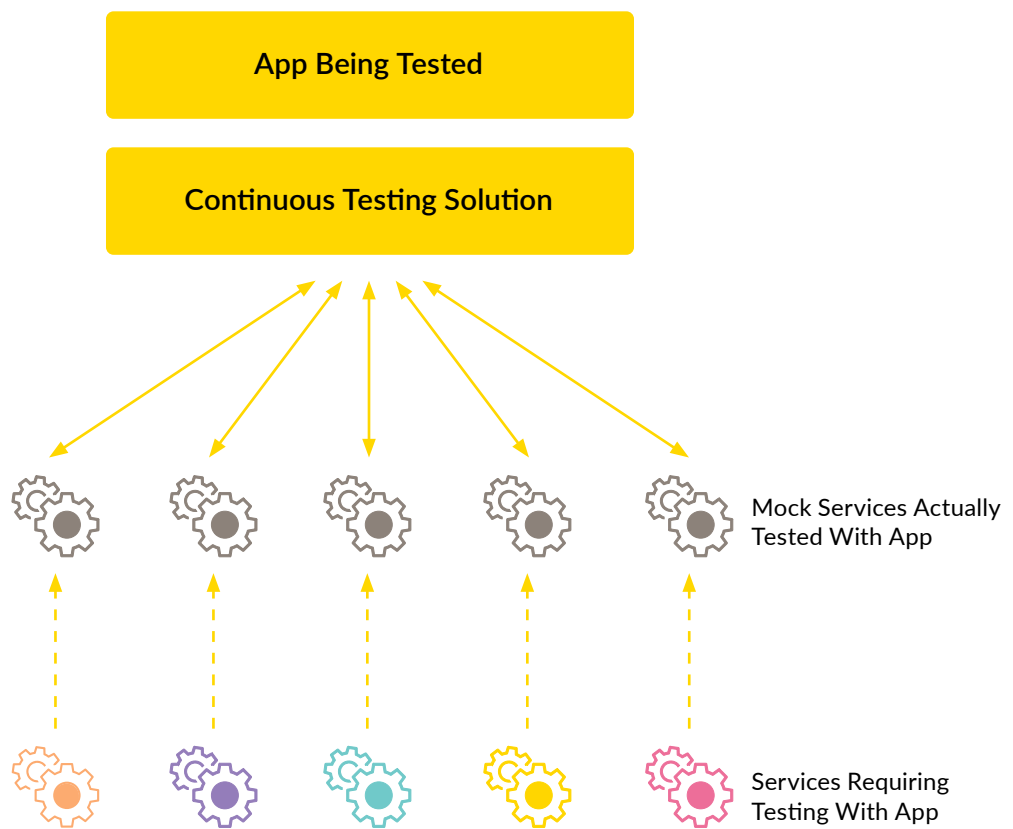 App Being Tested
Continuous Testing Solution
Mock Services Actually
Tested With App
Services Requiring
Testing With App